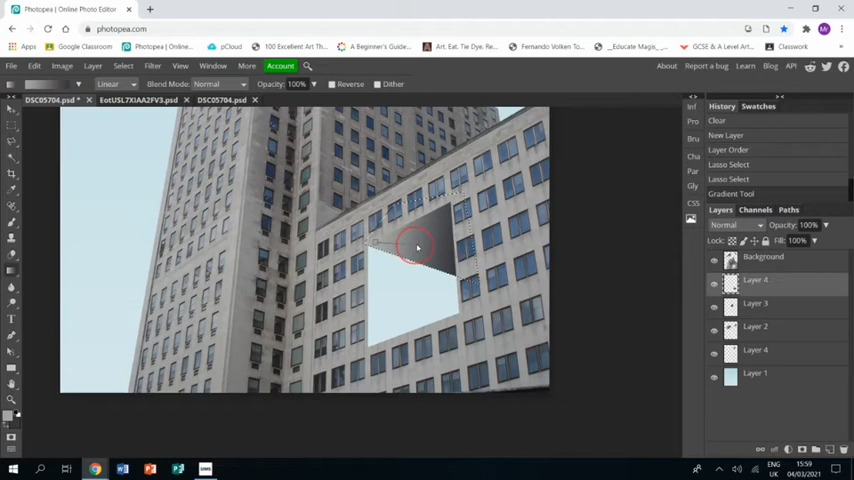 Photopea | Online Photo Editor
photopea.com
Apps
Google Classroom
Photopea | Online...
pCloud
100 Excellent Art Th...
A Beginner's Guide...
Art. Eat. Tie Dye. Re...
Fernando Volken To...
__Educate Magis_ -...
GCSE & A Level Art...
Classwork
File Edit Image Layer Select Filter View Window More Account
About Report a bug Learn Blog API
Linear Blend Mode: Normal Opacity: 100% Reverse Dither
DSC05704.psd * EotUSL7XIAA2FV3.psd DSC05704.psd
Inf
Pro
Bru
Cha
Par
Gly
CSS
History Swatches
Clear
New Layer
Layer Order
Lasso Select
Lasso Select
Gradient Tool
Layers Channels Paths
Normal Opacity: 100%
Lock: Fill: 100%
Background
Layer 4
Layer 3
Layer 2
Layer 4
Layer 1
SIMS
ENG
UK
15:59
04/03/2021